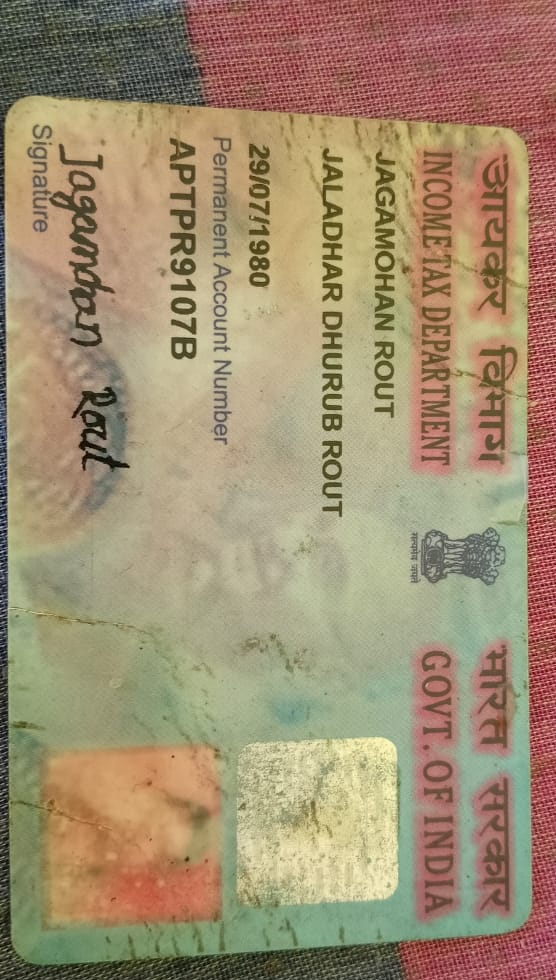 आयकर विभाग
INCOME TAX DEPARTMENT
सत्यमेव जयते
भारत सरकार
GOVT. OF INDIA
JAGAMOHAN ROUT
JALADHAR DHURUB ROUT
29/07/1980
Permanent Account Number
APTPR9107B
Jagamohan Rout
Signature